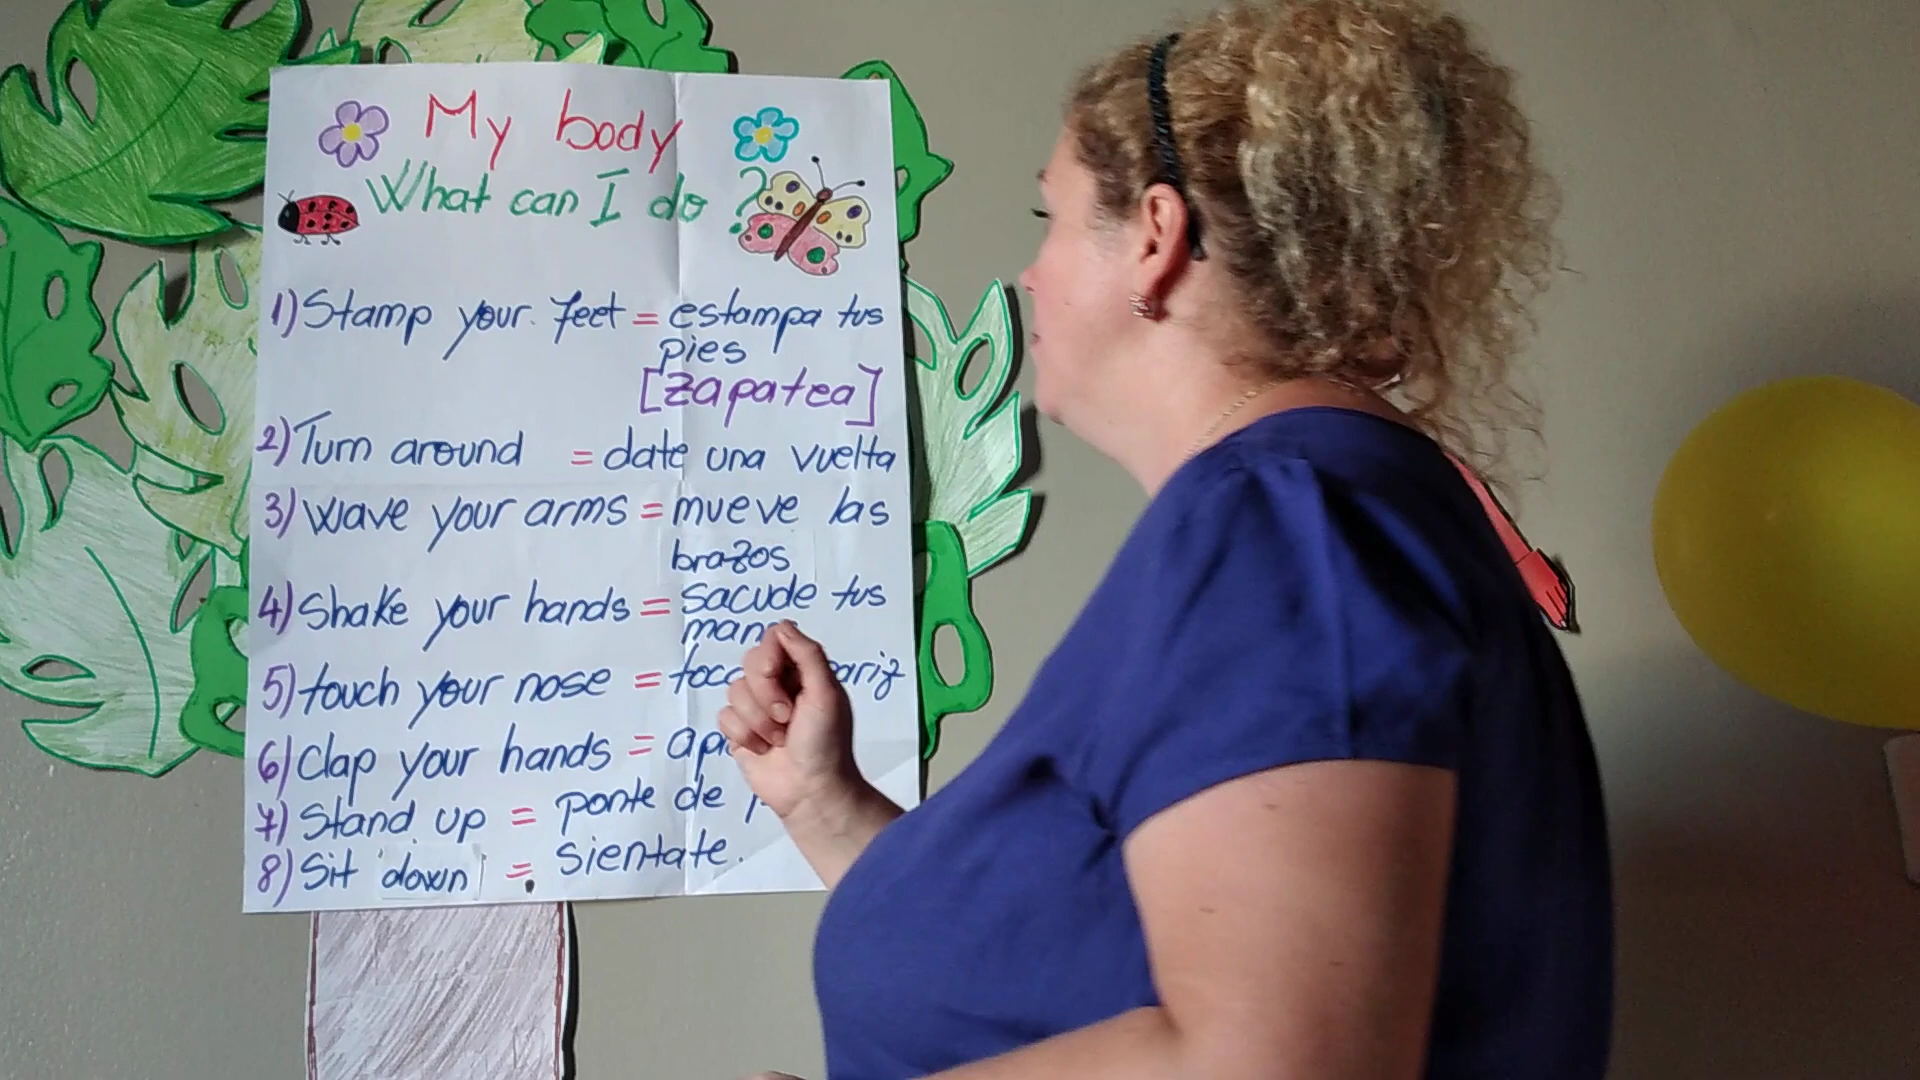 My body
What can I do?
1) Stamp your feet = estampa tus
pies
[zapatea]
2) Turn around = date una vuelta
3) Wave your arms = mueve las
brazos
4) Shake your hands = sacude tus
5) touch your nose =
6) Clap your hands =
7) Stand up = ponte de
8) Sit down = sientate.